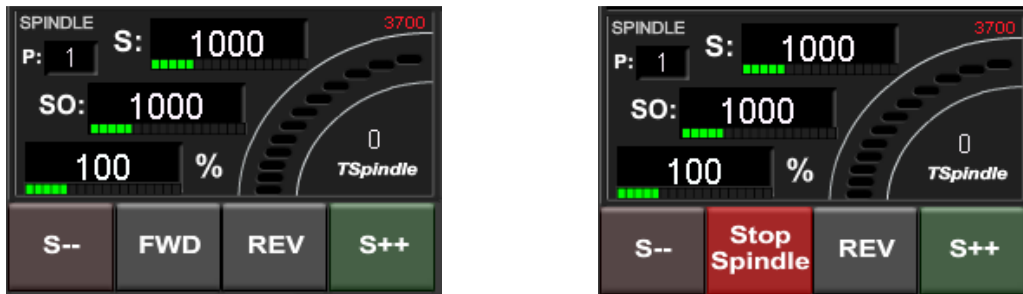 SPINDLE
3700
P: 1
S: 1000
SO: 1000
100 %
0
TSpindle
S--
FWD
REV
S++
SPINDLE
3700
P: 1
S: 1000
SO: 1000
100 %
0
TSpindle
S--
Stop
Spindle
REV
S++